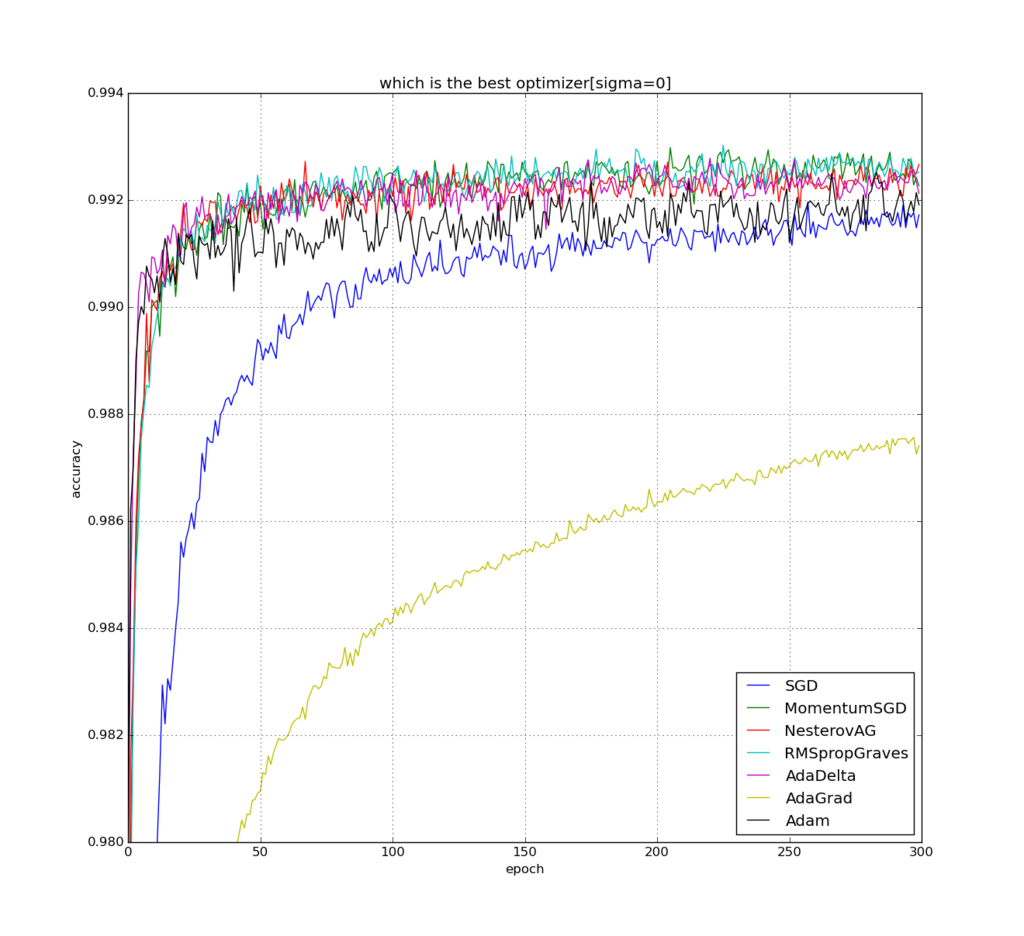 which is the best optimizer[sigma=0]
0.994
0.992
0.990
0.988
accuracy
0.986
0.984
0.982
0.980
SGD
MomentumSGD
NesterovAG
RMSpropGraves
AdaDelta
AdaGrad
Adam
0 50 100 150 200 250 300
epoch